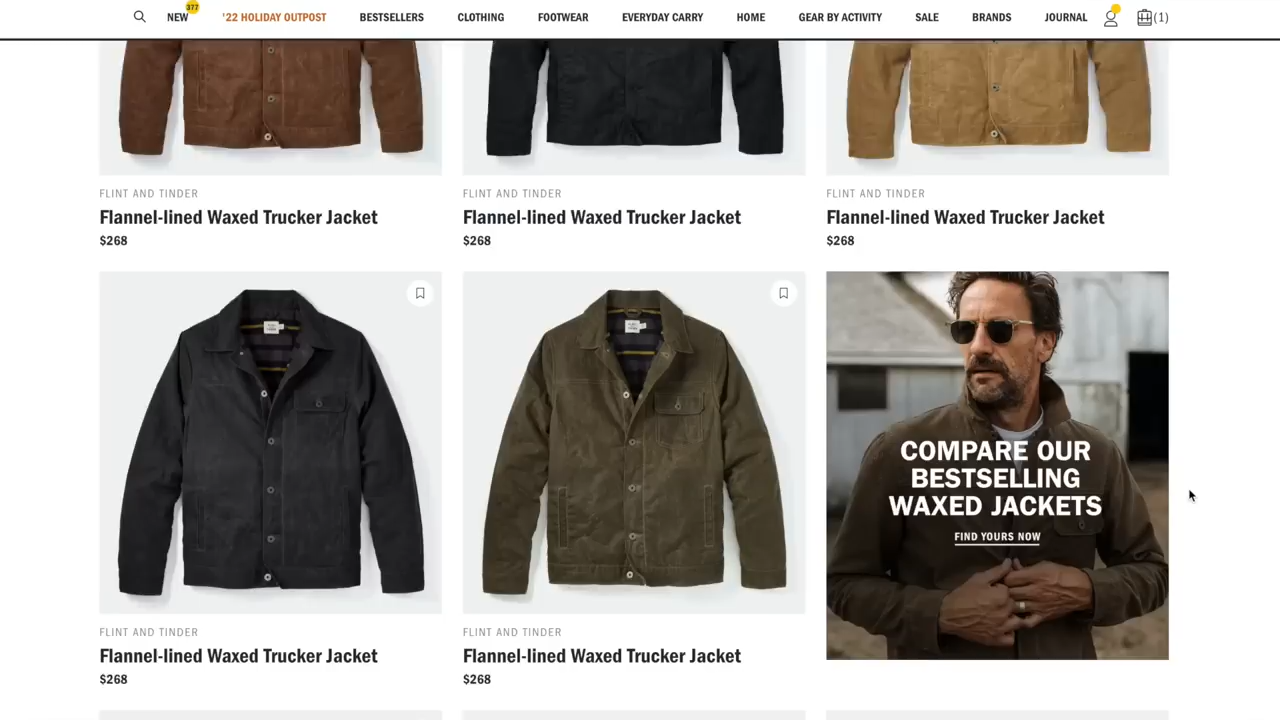 NEW
377
'22 HOLIDAY OUTPOST
BESTSELLERS
CLOTHING
FOOTWEAR
EVERYDAY CARRY
HOME
GEAR BY ACTIVITY
SALE
BRANDS
JOURNAL
(1)
FLINT AND TINDER
Flannel-lined Waxed Trucker Jacket
$268
FLINT AND TINDER
Flannel-lined Waxed Trucker Jacket
$268
FLINT AND TINDER
Flannel-lined Waxed Trucker Jacket
$268
COMPARE OUR
BESTSELLING
WAXED JACKETS
FIND YOURS NOW
FLINT AND TINDER
Flannel-lined Waxed Trucker Jacket
$268
FLINT AND TINDER
Flannel-lined Waxed Trucker Jacket
$268